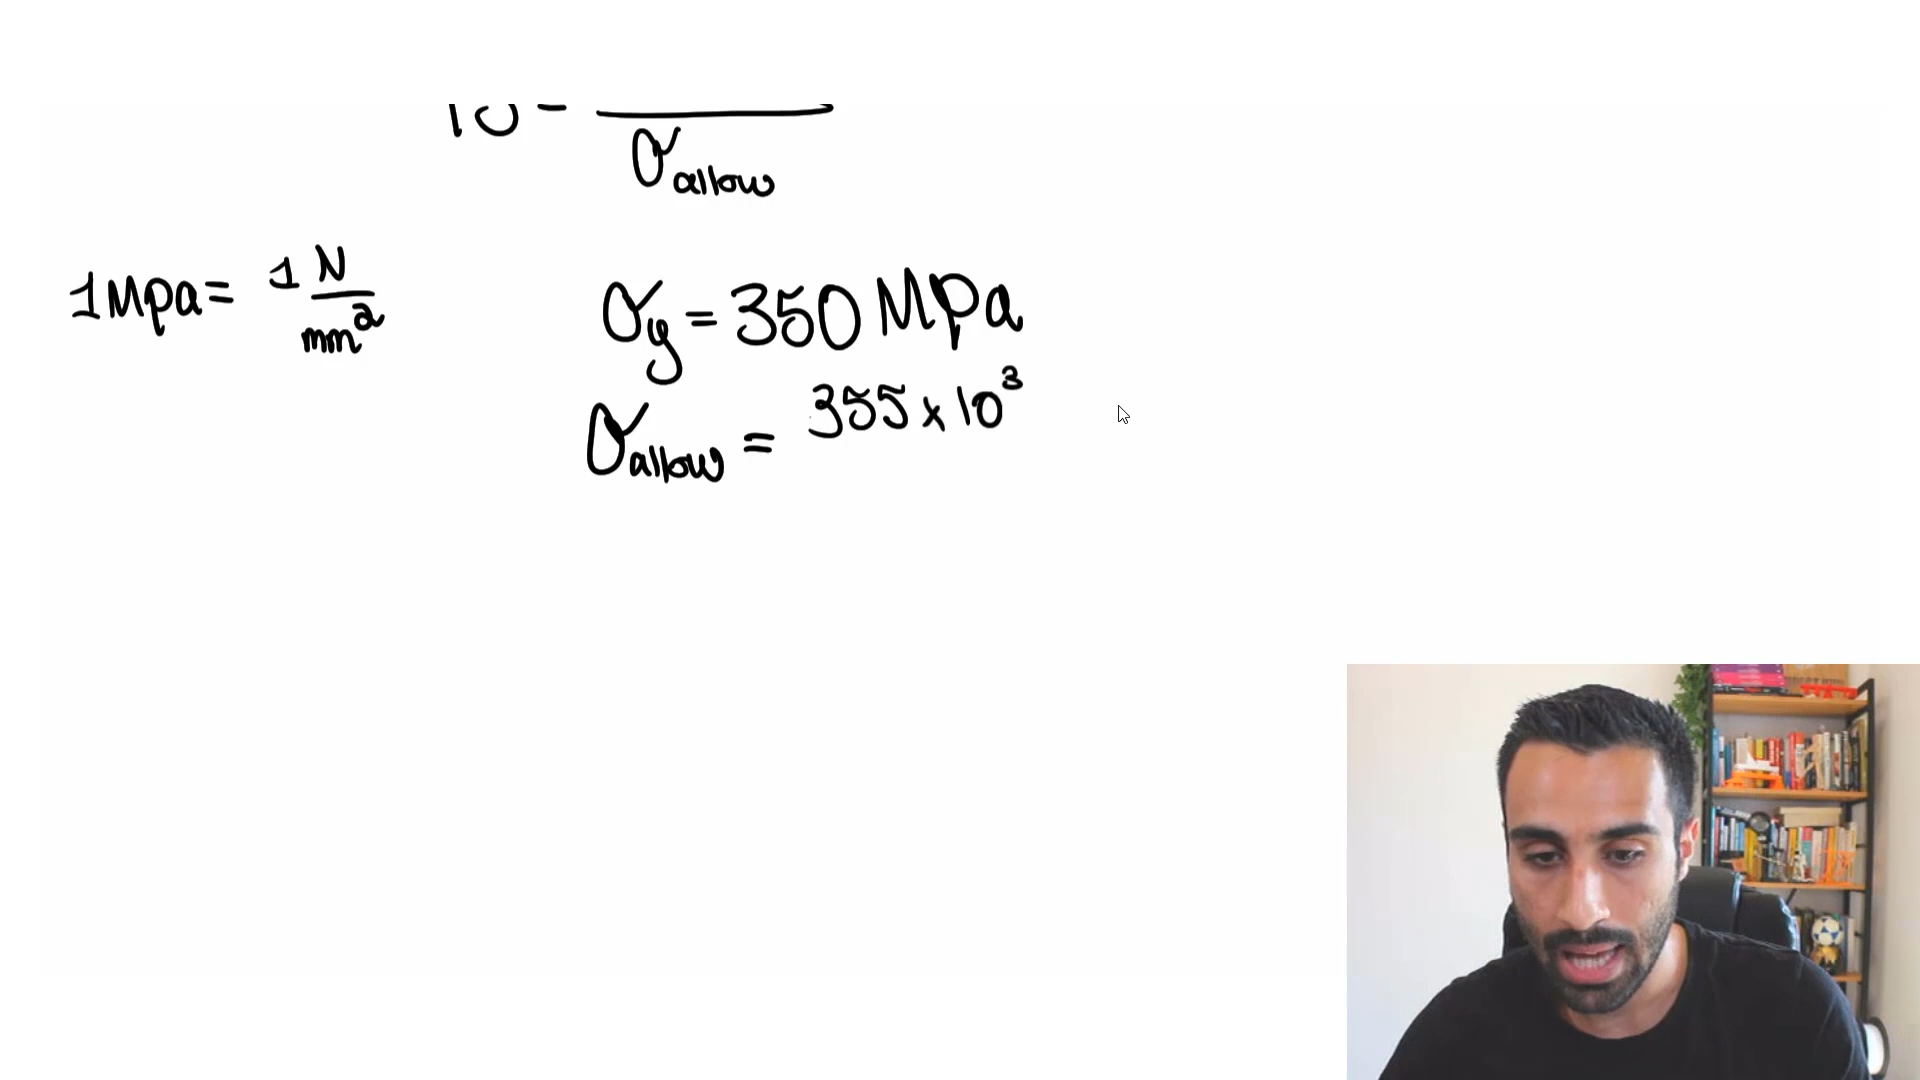 σallow
1Mpa = 1 N/mm²
σy = 350 MPa
σallow = 355 x 10³